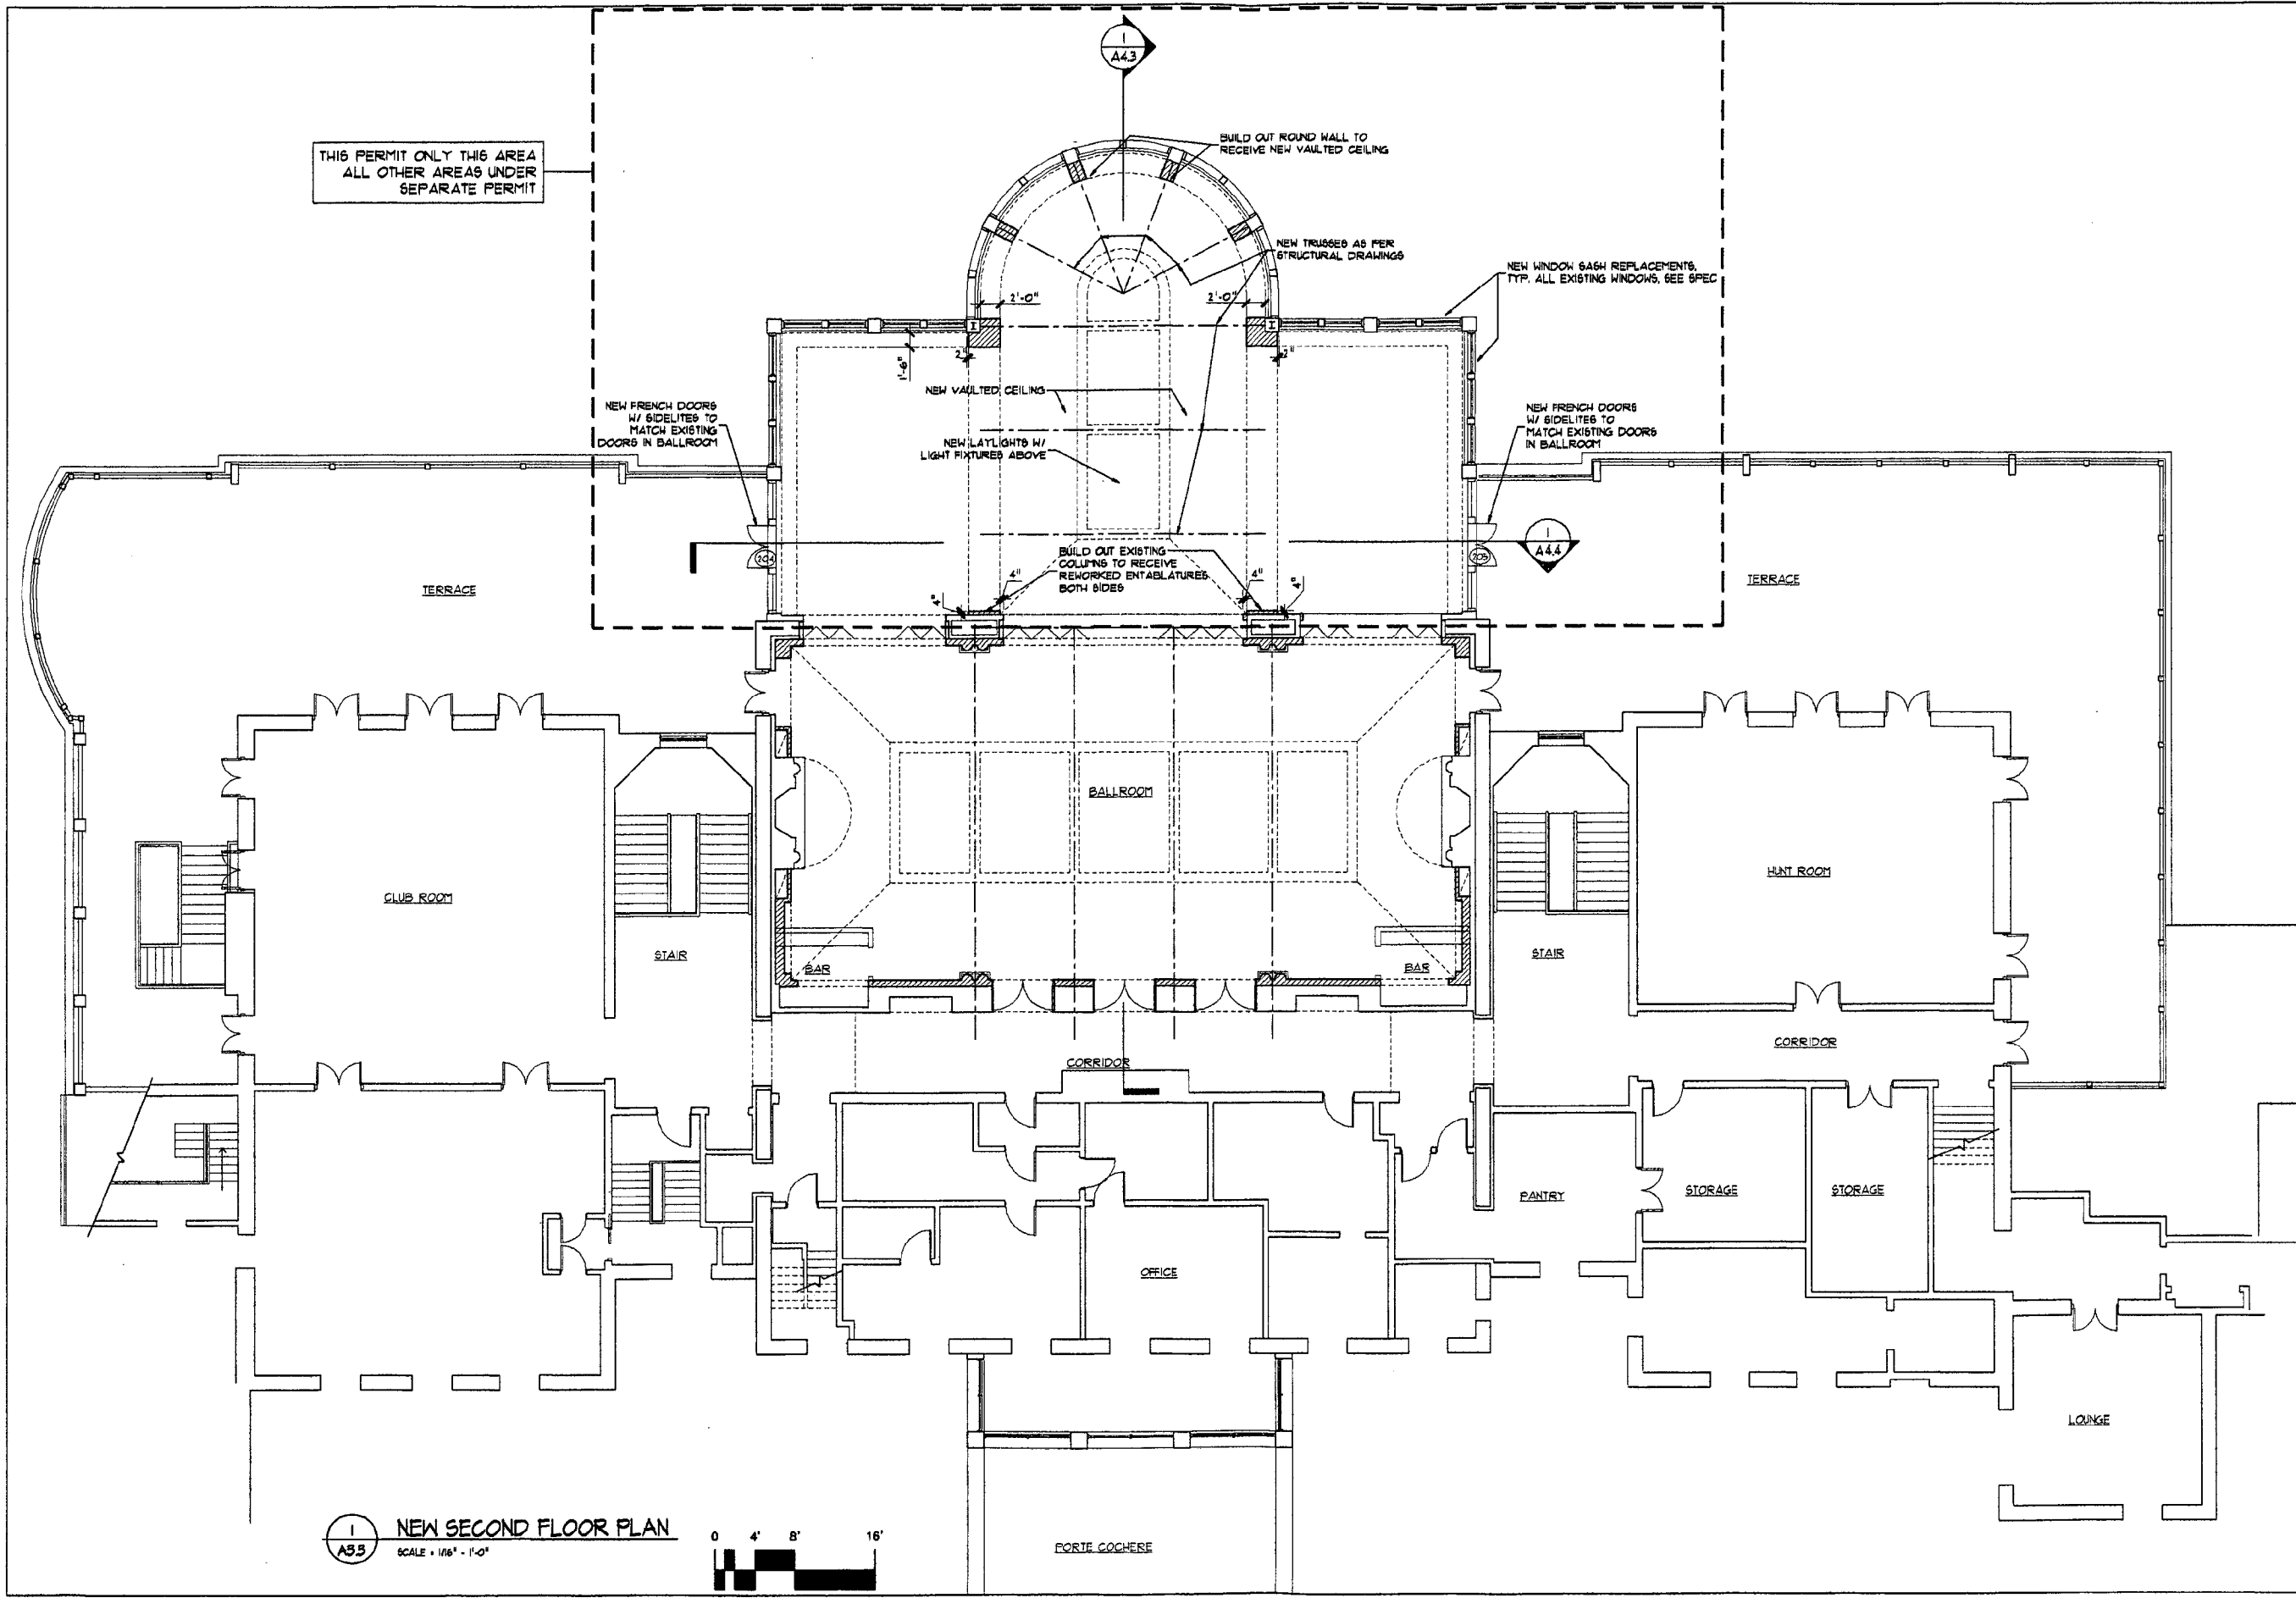 1
A4.3
THIS PERMIT ONLY THIS AREA
ALL OTHER AREAS UNDER
SEPARATE PERMIT
BUILD OUT ROUND WALL TO
RECEIVE NEW VAULTED CEILING
NEW TRUSSES AS PER
STRUCTURAL DRAWINGS
NEW WINDOW SASH REPLACEMENTS,
TYP. ALL EXISTING WINDOWS, SEE SPEC
2'-0"
2'-0"
I
I
2"
2"
1'-6"
NEW VAULTED CEILING
NEW FRENCH DOORS
W/ SIDELITES TO
MATCH EXISTING
DOORS IN BALLROOM
NEW FRENCH DOORS
W/ SIDELITES TO
MATCH EXISTING DOORS
IN BALLROOM
NEW LAYLIGHTS W/
LIGHT FIXTURES ABOVE
204
205
1
A4.4
BUILD OUT EXISTING
COLUMNS TO RECEIVE
REWORKED ENTABLATURES
BOTH SIDES
4"
4"
4"
4"
TERRACE
TERRACE
BALLROOM
CLUB ROOM
HUNT ROOM
STAIR
BAR
BAR
STAIR
CORRIDOR
CORRIDOR
PANTRY
STORAGE
STORAGE
OFFICE
LOUNGE
PORTE COCHERE
1
A3.3
NEW SECOND FLOOR PLAN
SCALE = 1/16" - 1'-0"
0 4' 8' 16'